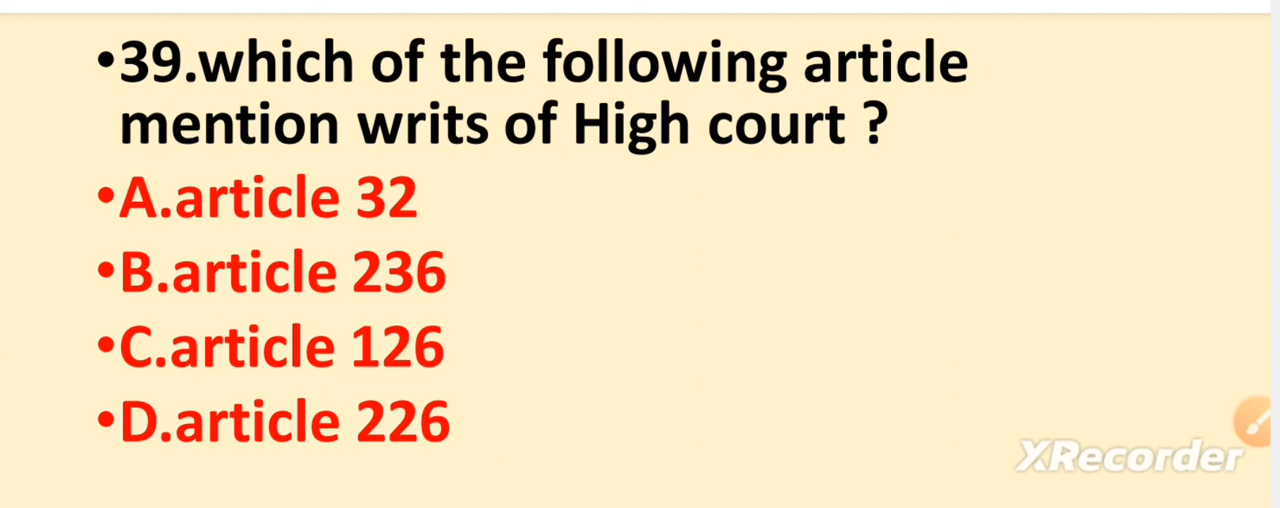 •39.which of the following article
mention writs of High court ?
•A.article 32
•B.article 236
•C.article 126
•D.article 226
XRecorder